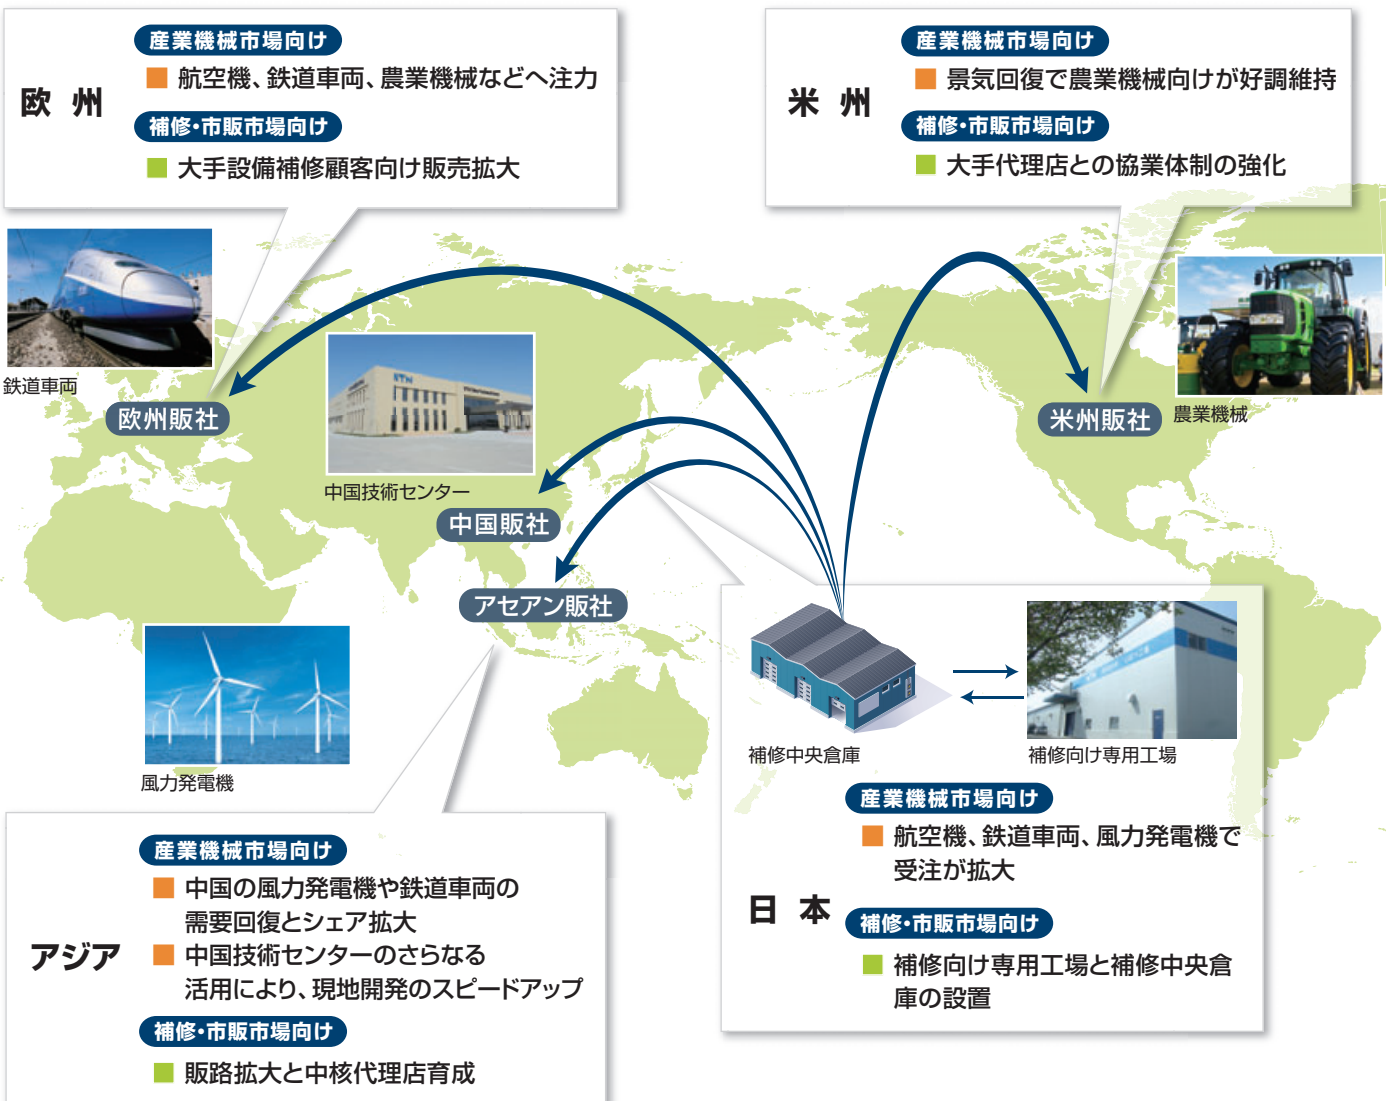 欧 州
産業機械市場向け
航空機、鉄道車両、農業機械などへ注力
補修・市販市場向け
大手設備補修顧客向け販売拡大
米 州
産業機械市場向け
景気回復で農業機械向けが好調維持
補修・市販市場向け
大手代理店との協業体制の強化
鉄道車両
欧州販社
NTN
中国技術センター
中国販社
アセアン販社
米州販社
農業機械
風力発電機
補修中央倉庫
補修向け専用工場
アジア
産業機械市場向け
中国の風力発電機や鉄道車両の
需要回復とシェア拡大
中国技術センターのさらなる
活用により、現地開発のスピードアップ
補修・市販市場向け
販路拡大と中核代理店育成
日 本
産業機械市場向け
航空機、鉄道車両、風力発電機で
受注が拡大
補修・市販市場向け
補修向け専用工場と補修中央倉
庫の設置